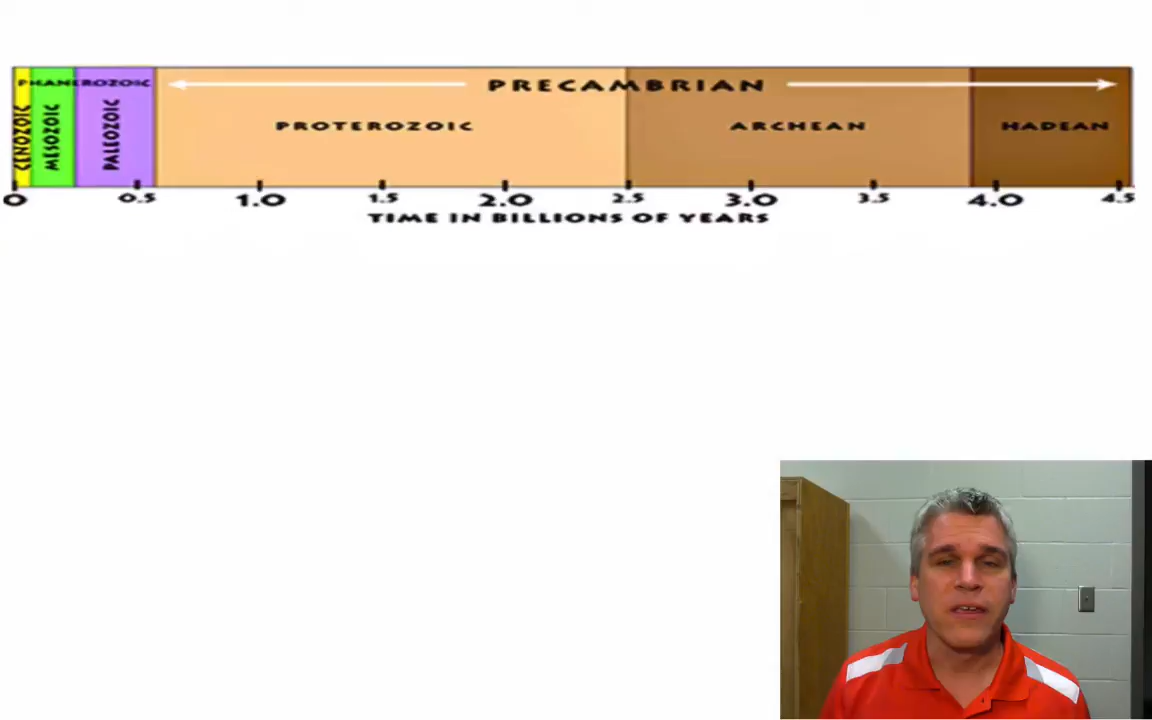 PHANEROZOIC
PRECAMBRIAN
CENOZOIC
MESOZOIC
PALEOZOIC
PROTEROZOIC
ARCHEAN
HADEAN
0 0.5 1.0 1.5 2.0 2.5 3.0 3.5 4.0 4.5
TIME IN BILLIONS OF YEARS